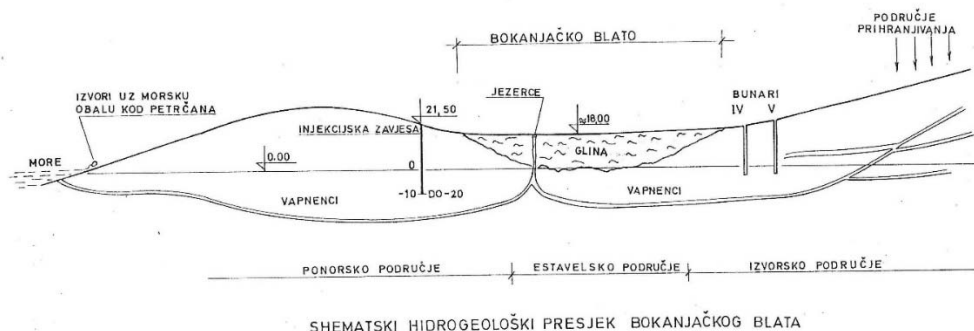 PODRUČJE
PRIHRANJIVANJA
BOKANJAČKO BLATO
IZVORI UZ MORSKU
OBALU KOD PETRČANA
JEZERCE
BUNARI
IV V
21,50
≈18,00
INJEKCIJSKA ZAVJESA
GLINA
MORE
0.00
0
VAPNENCI
-10 DO -20
VAPNENCI
PONORSKO PODRUČJE
ESTAVELSKO PODRUČJE
IZVORSKO PODRUČJE
SHEMATSKI HIDROGEOLOŠKI PRESJEK BOKANJAČKOG BLATA